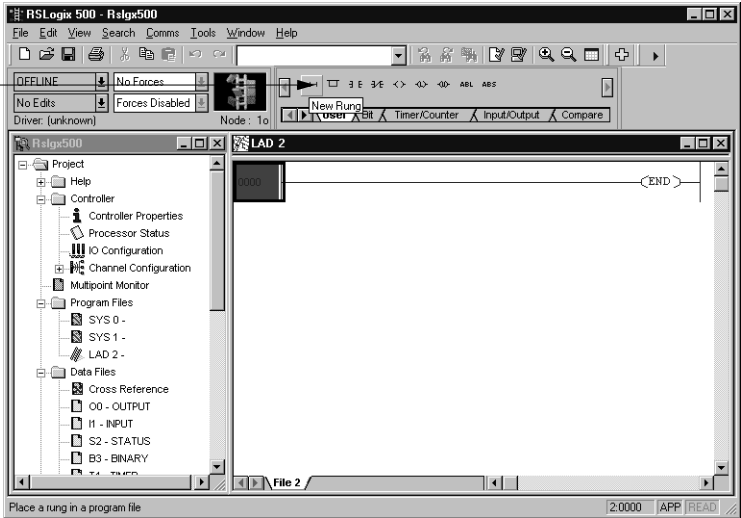 RSLogix 500 - Rslgx500
File Edit View Search Comms Tools Window Help
OFFLINE No Forces
No Edits Forces Disabled
Driver: (unknown) Node: 1o
ABL ABS
New Rung
User Bit Timer/Counter Input/Output Compare
Rslgx500
LAD 2
Project
Help
Controller
Controller Properties
Processor Status
IO Configuration
Channel Configuration
Multipoint Monitor
Program Files
SYS 0 -
SYS 1 -
LAD 2 -
Data Files
Cross Reference
O0 - OUTPUT
I1 - INPUT
S2 - STATUS
B3 - BINARY
T4 - TIMER
0000
END
File 2
Place a rung in a program file
2:0000 APP READ